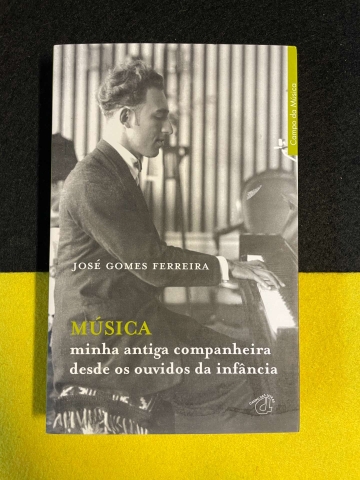 Campo da Música
JOSÉ GOMES FERREIRA
MÚSICA
minha antiga companheira
desde os ouvidos da infância